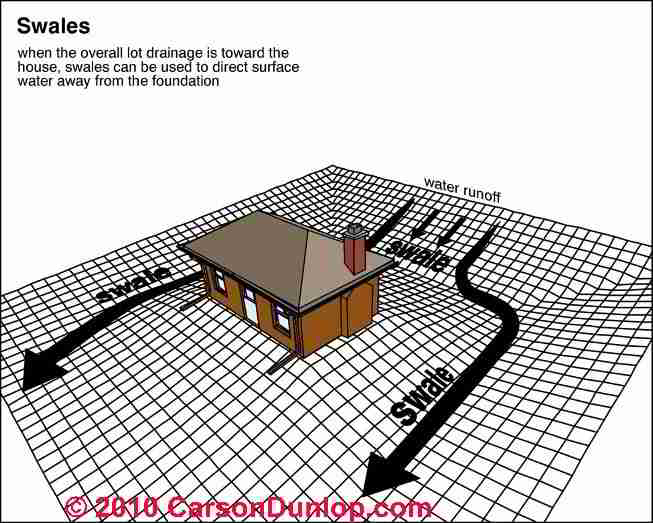 Swales
when the overall lot drainage is toward the
house, swales can be used to direct surface
water away from the foundation
water runoff
swale
Swale
Swale
© 2010 CarsonDunlop.com